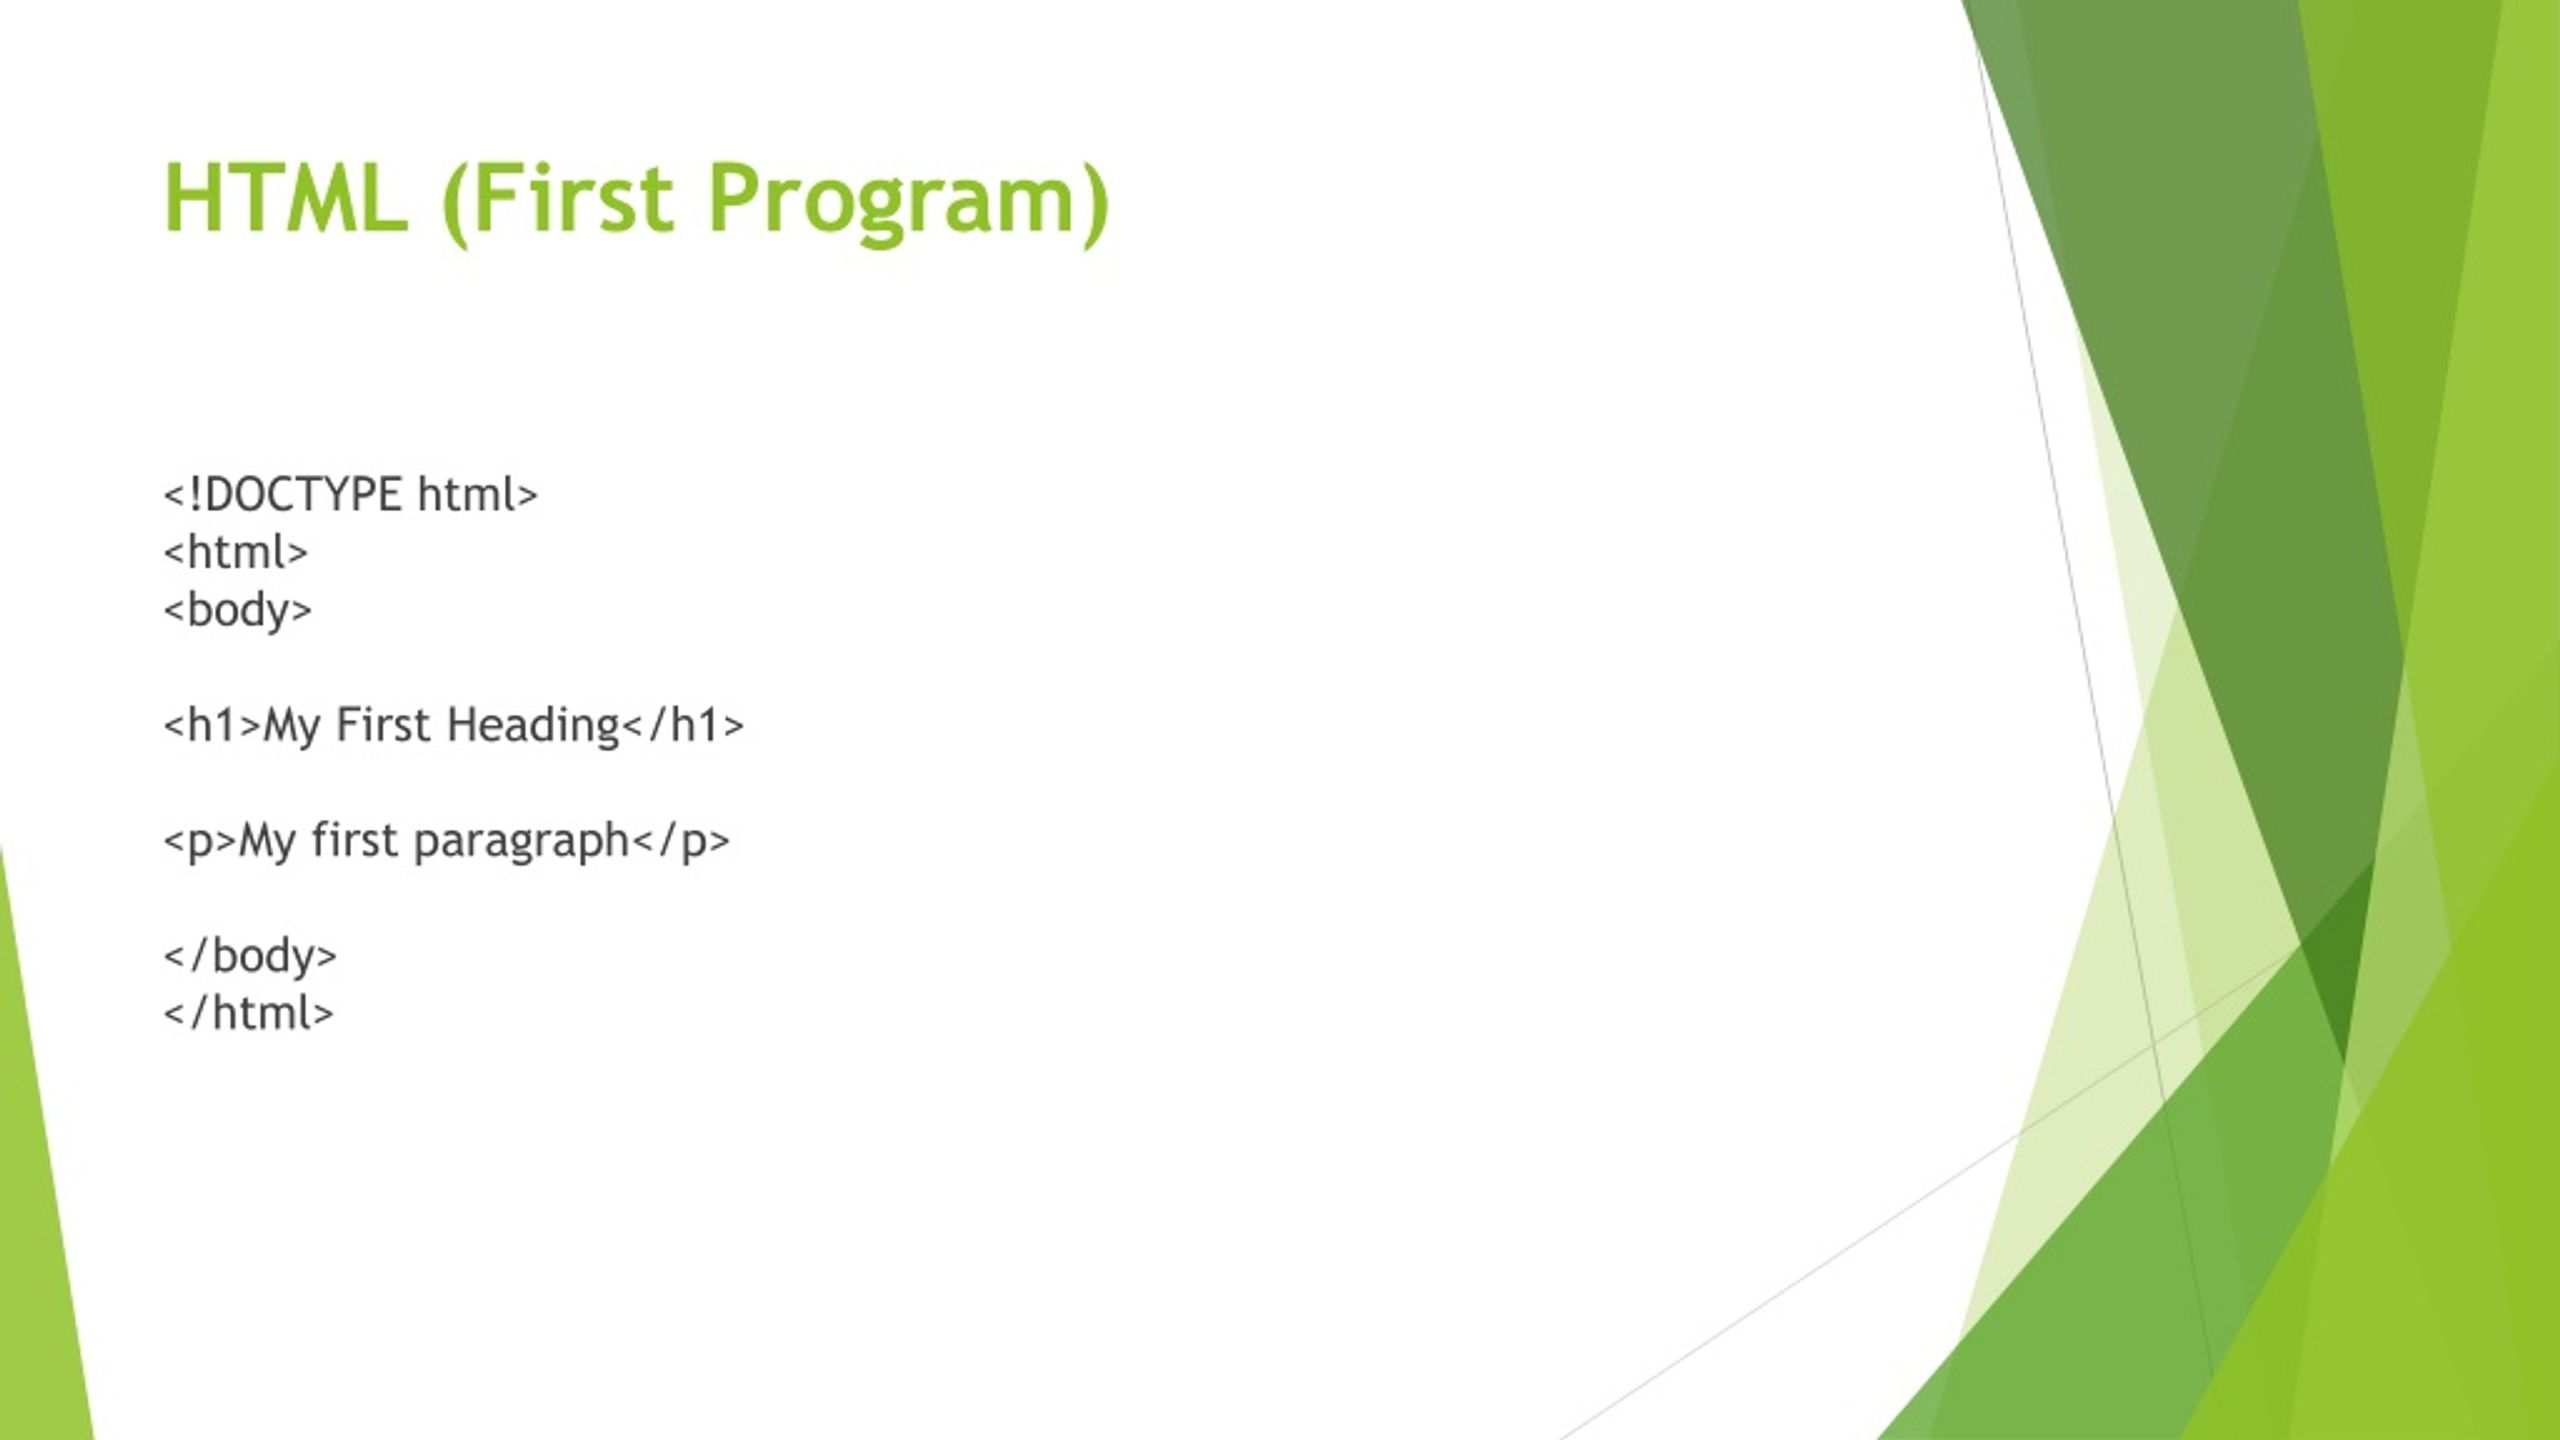 HTML (First Program)
<!DOCTYPE html>
<html>
<body>
<h1>My First Heading</h1>
<p>My first paragraph</p>
</body>
</html>